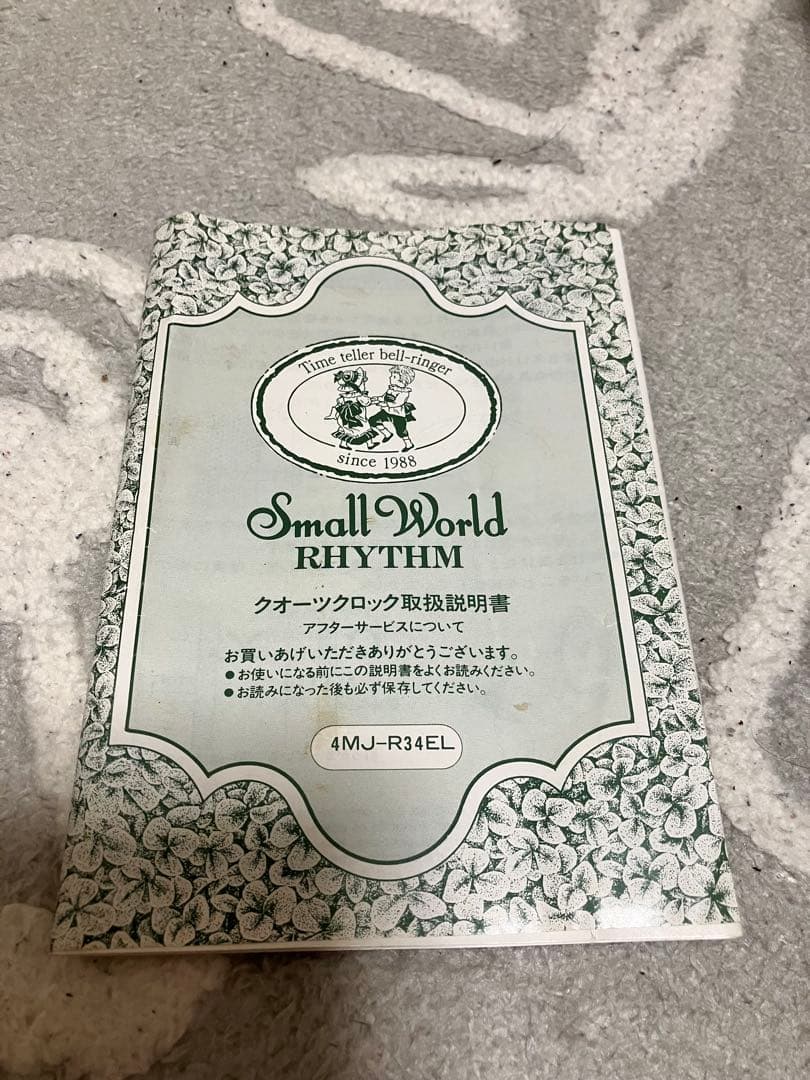 Time teller bell-ringer
since 1988
Small World
RHYTHM
クオーツクロック取扱説明書
アフターサービスについて
お買いあげいただきありがとうございます。
●お使いになる前にこの説明書をよくお読みください。
●お読みになった後も必ず保存してください。
4MJ-R34EL